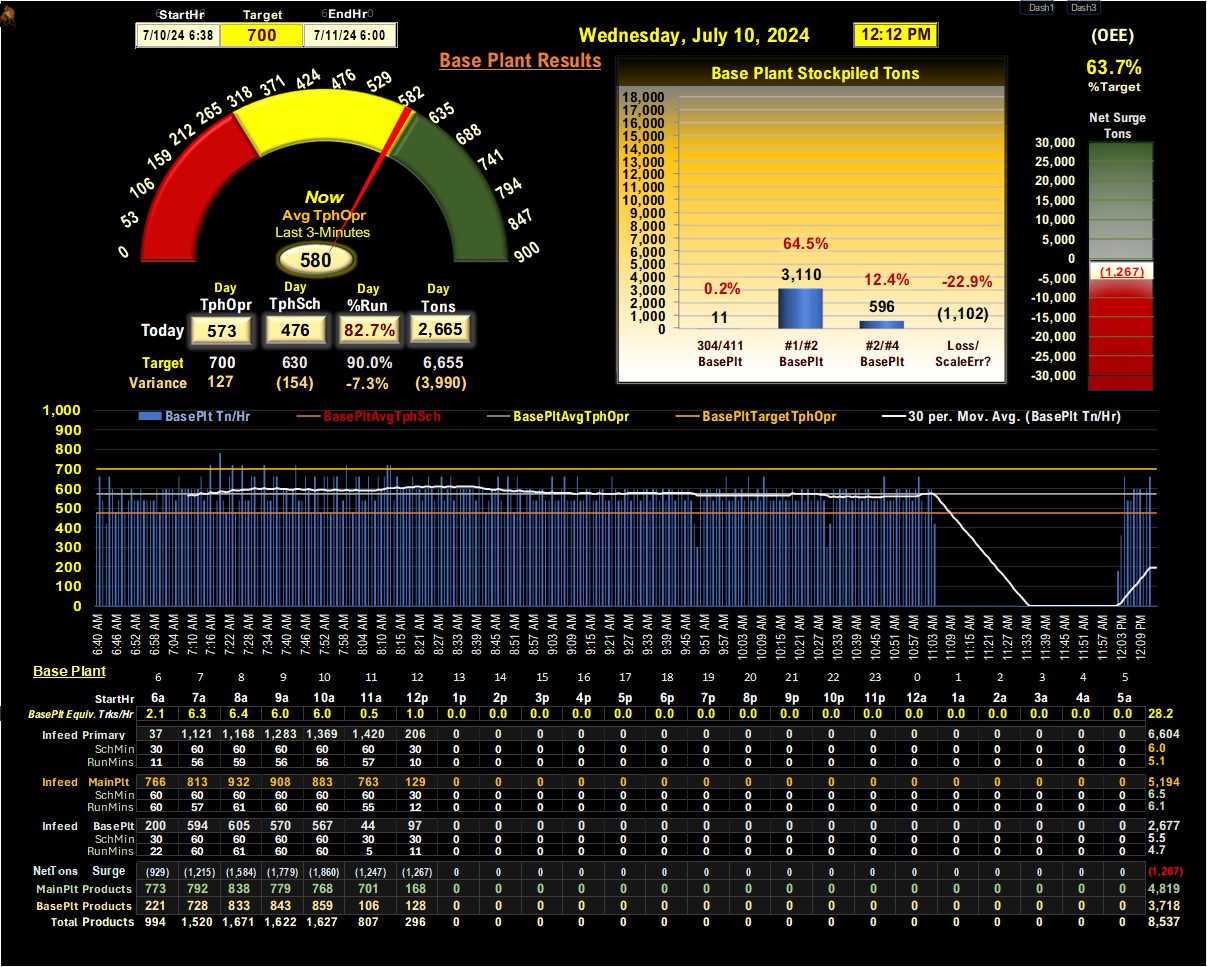 Dash1 Dash3
StartHr Target EndHr
7/10/24 6:38 700 7/11/24 6:00
Wednesday, July 10, 2024 12:12 PM
(OEE)
63.7%
%Target
Base Plant Results
0 53 106 159 212 265 318 371 424 476 529 582 635 688 741 794 847 900
Now
Avg TphOpr
Last 3-Minutes
580
Day Day Day Day
TphOpr TphSch %Run Tons
Today 573 476 82.7% 2,665
Target 700 630 90.0% 6,655
Variance 127 (154) -7.3% (3,990)
Base Plant Stockpiled Tons
18,000
17,000
16,000
15,000
14,000
13,000
12,000
11,000
10,000
9,000
8,000
7,000
6,000
5,000
4,000
3,000
2,000
1,000
0
0.2% 64.5% 12.4% -22.9%
11 3,110 596 (1,102)
304/411 #1/#2 #2/#4 Loss/
BasePlt BasePlt BasePlt ScaleErr?
Net Surge
Tons
30,000
25,000
20,000
15,000
10,000
5,000
0
-5,000
-10,000
-15,000
-20,000
-25,000
-30,000
(1,267)
BasePlt Tn/Hr BasePltAvgTphSch BasePltAvgTphOpr BasePltTargetTphOpr 30 per. Mov. Avg. (BasePlt Tn/Hr)
1,000
900
800
700
600
500
400
300
200
100
0
6:40 AM 6:46 AM 6:52 AM 6:58 AM 7:04 AM 7:10 AM 7:16 AM 7:22 AM 7:28 AM 7:34 AM 7:40 AM 7:46 AM 7:52 AM 7:58 AM 8:04 AM 8:10 AM 8:15 AM 8:21 AM 8:27 AM 8:33 AM 8:39 AM 8:45 AM 8:51 AM 8:57 AM 9:03 AM 9:09 AM 9:15 AM 9:21 AM 9:27 AM 9:33 AM 9:39 AM 9:45 AM 9:51 AM 9:57 AM 10:03 AM 10:09 AM 10:15 AM 10:21 AM 10:27 AM 10:33 AM 10:39 AM 10:45 AM 10:51 AM 10:57 AM 11:03 AM 11:09 AM 11:15 AM 11:21 AM 11:27 AM 11:33 AM 11:39 AM 11:45 AM 11:51 AM 11:57 AM 12:03 PM 12:09 PM
Base Plant
6 7 8 9 10 11 12 13 14 15 16 17 18 19 20 21 22 23 0 1 2 3 4 5
StartHr 6a 7a 8a 9a 10a 11a 12p 1p 2p 3p 4p 5p 6p 7p 8p 9p 10p 11p 12a 1a 2a 3a 4a 5a
BasePlt Equiv. Trks/Hr 2.1 6.3 6.4 6.0 6.0 0.5 1.0 0.0 0.0 0.0 0.0 0.0 0.0 0.0 0.0 0.0 0.0 0.0 0.0 0.0 0.0 0.0 0.0 0.0 28.2
Infeed Primary 37 1,121 1,168 1,283 1,369 1,420 206 0 0 0 0 0 0 0 0 0 0 0 0 0 0 0 0 0 6,604
SchMin 30 60 60 60 60 60 30 0 0 0 0 0 0 0 0 0 0 0 0 0 0 0 0 0 6.0
RunMins 11 56 59 56 56 57 10 0 0 0 0 0 0 0 0 0 0 0 0 0 0 0 0 0 5.1
Infeed MainPlt 766 813 932 908 883 763 129 0 0 0 0 0 0 0 0 0 0 0 0 0 0 0 0 0 5,194
SchMin 60 60 60 60 60 60 30 0 0 0 0 0 0 0 0 0 0 0 0 0 0 0 0 0 6.5
RunMins 60 57 61 60 60 55 12 0 0 0 0 0 0 0 0 0 0 0 0 0 0 0 0 0 6.1
Infeed BasePlt 200 594 605 570 567 44 97 0 0 0 0 0 0 0 0 0 0 0 0 0 0 0 0 0 2,677
SchMin 30 60 60 60 60 30 30 0 0 0 0 0 0 0 0 0 0 0 0 0 0 0 0 0 5.5
RunMins 22 60 61 60 60 5 11 0 0 0 0 0 0 0 0 0 0 0 0 0 0 0 0 0 4.7
NetTons Surge (929) (1,215) (1,584) (1,779) (1,860) (1,247) (1,267) 0 0 0 0 0 0 0 0 0 0 0 0 0 0 0 0 0 (1,267)
MainPlt Products 773 792 838 779 768 701 168 0 0 0 0 0 0 0 0 0 0 0 0 0 0 0 0 0 4,819
BasePlt Products 221 728 833 843 859 106 128 0 0 0 0 0 0 0 0 0 0 0 0 0 0 0 0 0 3,718
Total Products 994 1,520 1,671 1,622 1,627 807 296 0 0 0 0 0 0 0 0 0 0 0 0 0 0 0 0 0 8,537